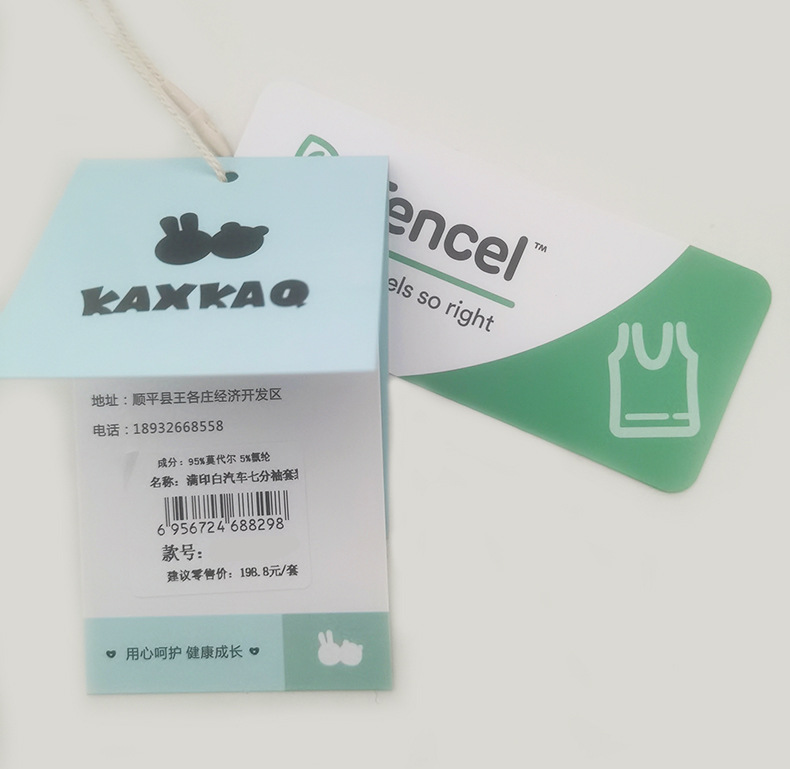 KAXKAQ
encel™
els so right
地址：顺平县王各庄经济开发区
电话：18932668558
成分：95%莫代尔 5%氨纶
名称：满印白汽车七分袖套
6 956724 688298
款号：
建议零售价：198.8元/套
用心呵护 健康成长